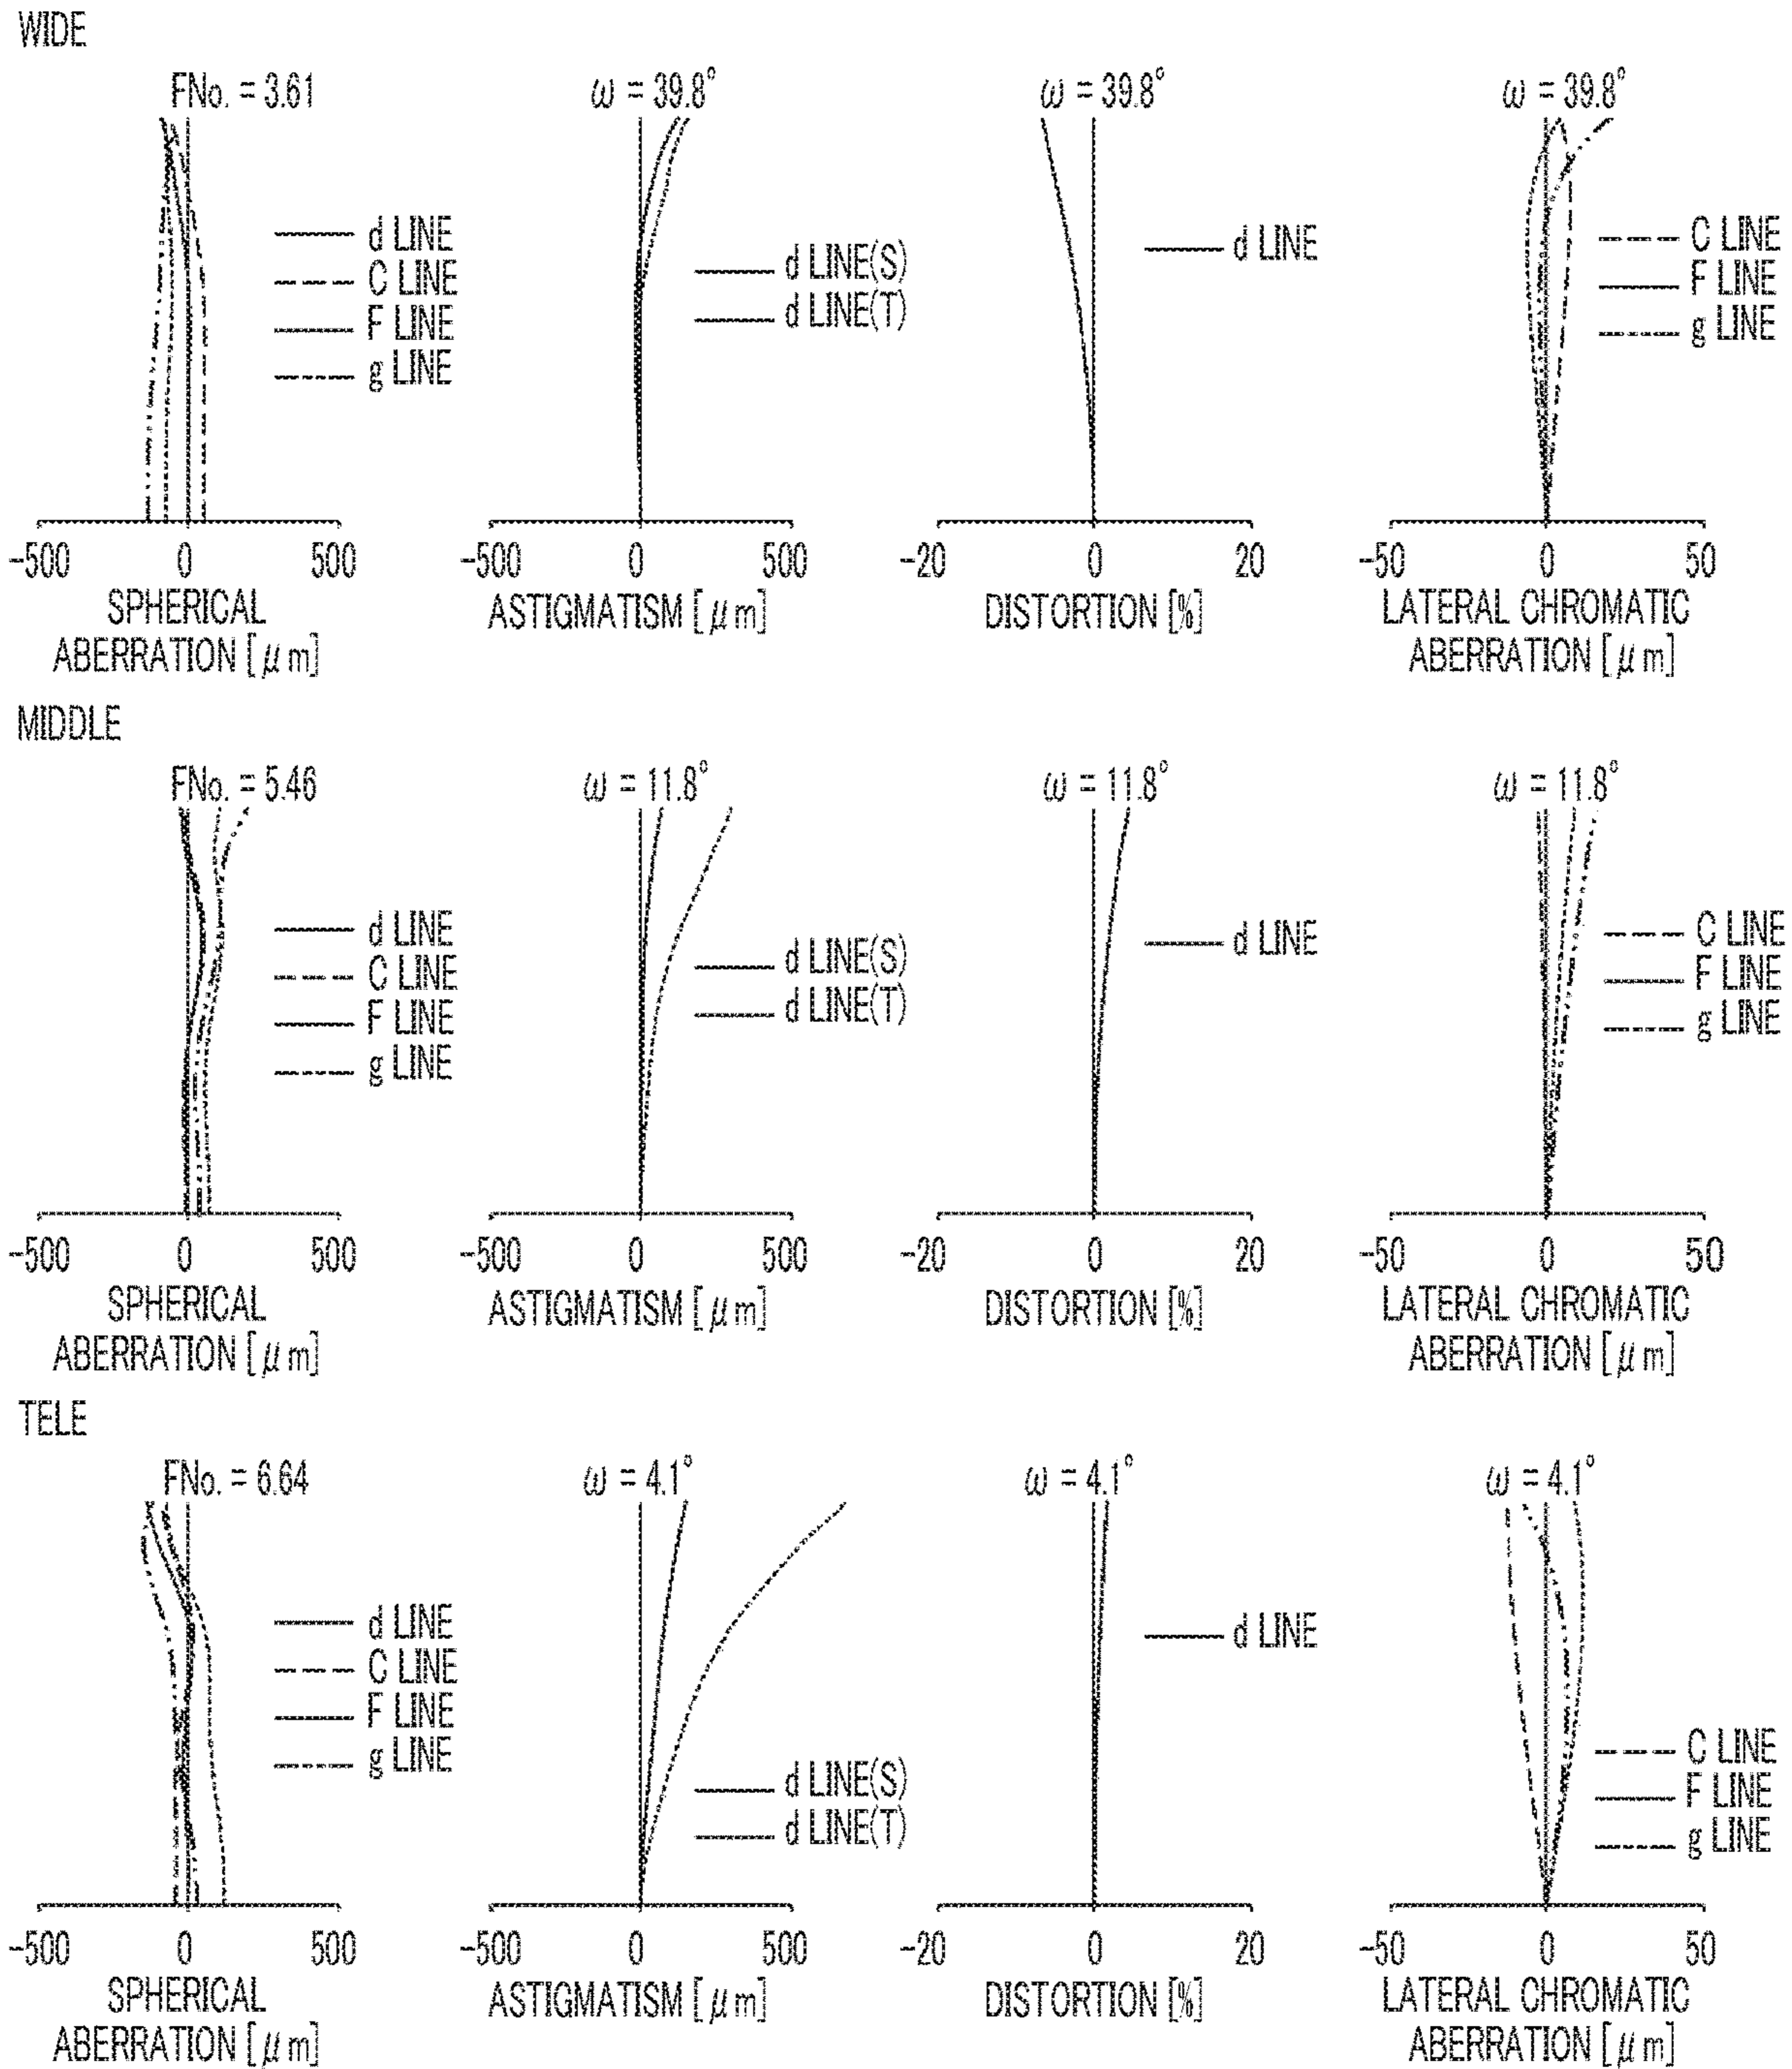 WIDE
FNo. = 3.61
ω = 39.8°
ω = 39.8°
ω = 39.8°
d LINE
C LINE
F LINE
g LINE
d LINE(S)
d LINE(T)
d LINE
C LINE
F LINE
g LINE
-500 0 500
-500 0 500
-20 0 20
-50 0 50
SPHERICAL
ABERRATION [μm]
ASTIGMATISM [μm]
DISTORTION [%]
LATERAL CHROMATIC
ABERRATION [μm]
MIDDLE
FNo. = 5.46
ω = 11.8°
ω = 11.8°
ω = 11.8°
d LINE
C LINE
F LINE
g LINE
d LINE(S)
d LINE(T)
d LINE
C LINE
F LINE
g LINE
-500 0 500
-500 0 500
-20 0 20
-50 0 50
SPHERICAL
ABERRATION [μm]
ASTIGMATISM [μm]
DISTORTION [%]
LATERAL CHROMATIC
ABERRATION [μm]
TELE
FNo. = 6.64
ω = 4.1°
ω = 4.1°
ω = 4.1°
d LINE
C LINE
F LINE
g LINE
d LINE(S)
d LINE(T)
d LINE
C LINE
F LINE
g LINE
-500 0 500
-500 0 500
-20 0 20
-50 0 50
SPHERICAL
ABERRATION [μm]
ASTIGMATISM [μm]
DISTORTION [%]
LATERAL CHROMATIC
ABERRATION [μm]